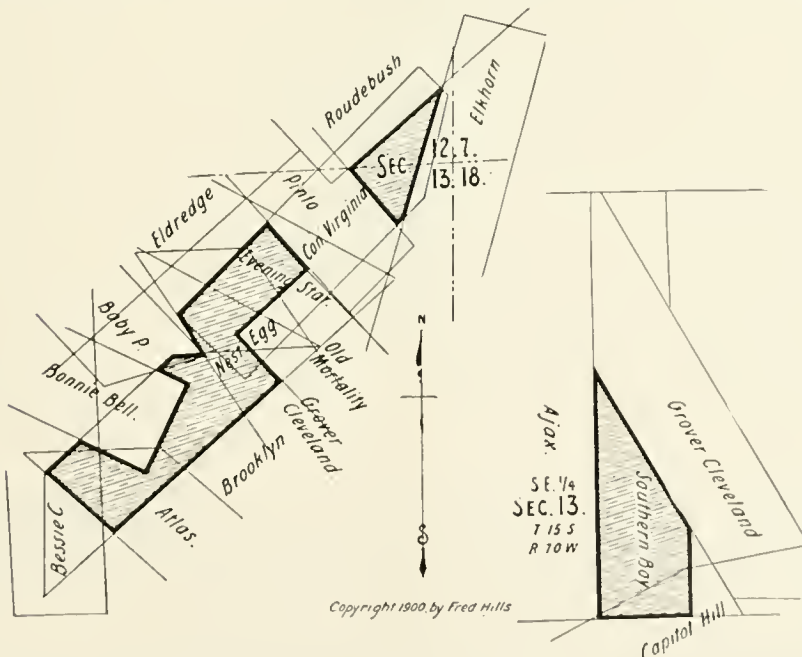 Roudebush
Elkhorn
SEC 12. 7.
13. 18.
Pinto
Con. Virginia
Eldredge
Evening Star.
Baby P.
Nest Egg
Old Mortality
Bonnie Bell.
Grover Cleveland
Brooklyn
Atlas.
Bessie C
N
S
Copyright 1900, by Fred Hills
Ajax.
S E. 1/4
SEC. 13.
T 15 S
R 70 W
Southern Boy
Grover Cleveland
Capitol Hill